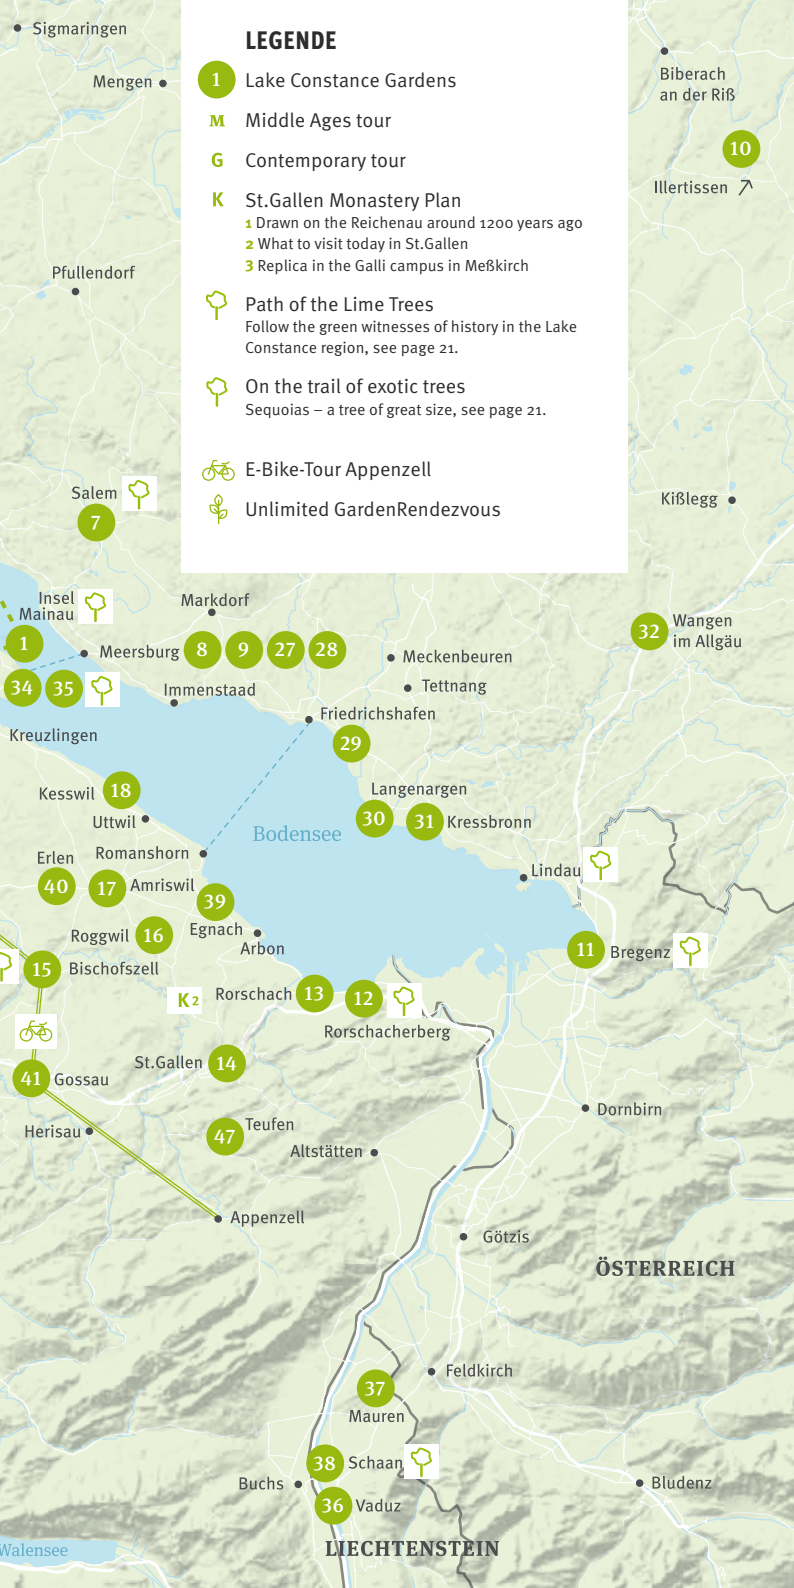 Sigmaringen
Mengen
LEGENDE
1 Lake Constance Gardens
M Middle Ages tour
G Contemporary tour
K St.Gallen Monastery Plan
1 Drawn on the Reichenau around 1200 years ago
2 What to visit today in St.Gallen
3 Replica in the Galli campus in Meßkirch
Path of the Lime Trees
Follow the green witnesses of history in the Lake
Constance region, see page 21.
On the trail of exotic trees
Sequoias – a tree of great size, see page 21.
E-Bike-Tour Appenzell
Unlimited GardenRendezvous
Biberach
an der Riß
10
Illertissen
Pfullendorf
Salem
7
Kißlegg
Insel
Mainau
1
Markdorf
Meersburg 8 9 27 28
32 Wangen
im Allgäu
Meckenbeuren
Tettnang
34 35
Immenstaad
Friedrichshafen
29
Kreuzlingen
Kesswil 18
Langenargen
30 31 Kressbronn
Uttwil
Bodensee
Romanshorn
Erlen
40 17 Amriswil
Lindau
39
Egnach
Roggwil 16
Arbon
11 Bregenz
15 Bischofszell
K2
Rorschach 13 12
Rorschacherberg
St.Gallen 14
41 Gossau
Dornbirn
Herisau
47 Teufen
Altstätten
Appenzell
Götzis
ÖSTERREICH
Feldkirch
37
Mauren
38 Schaan
Buchs
36 Vaduz
Bludenz
Walensee
LIECHTENSTEIN